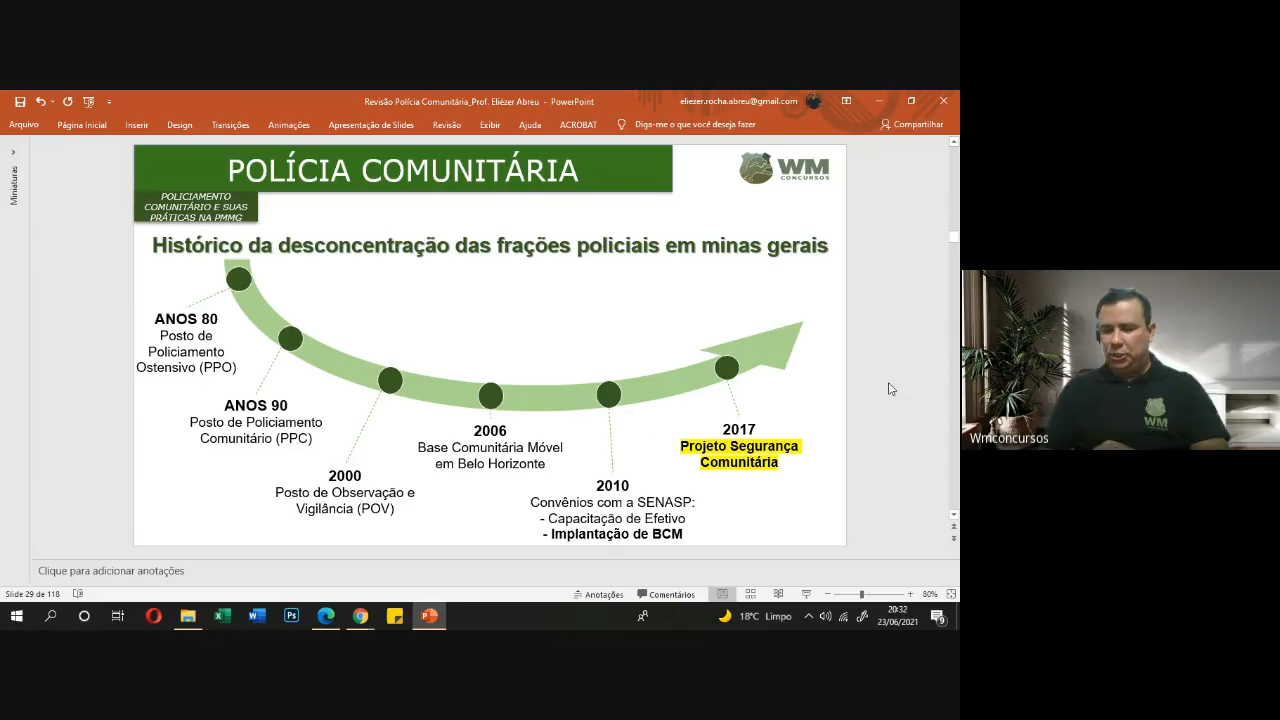 Revisão Polícia Comunitária_Prof. Eliézer Abreu - PowerPoint
eliezer.rocha.abreu@gmail.com
Arquivo Página Inicial Inserir Design Transições Animações Apresentação de Slides Revisão Exibir Ajuda ACROBAT Diga-me o que você deseja fazer Compartilhar
Miniaturas
POLÍCIA COMUNITÁRIA
WM
CONCURSOS
POLICIAMENTO
COMUNITÁRIO E SUAS
PRÁTICAS NA PMMG
Histórico da desconcentração das frações policiais em minas gerais
ANOS 80
Posto de
Policiamento
Ostensivo (PPO)
ANOS 90
Posto de Policiamento
Comunitário (PPC)
2000
Posto de Observação e
Vigilância (POV)
2006
Base Comunitária Móvel
em Belo Horizonte
2010
Convênios com a SENASP:
- Capacitação de Efetivo
- Implantação de BCM
2017
Projeto Segurança
Comunitária
WM
Wmconcursos
Clique para adicionar anotações
Slide 29 de 118 Anotações Comentários 80%
18°C Limpo
20:32
23/06/2021
9